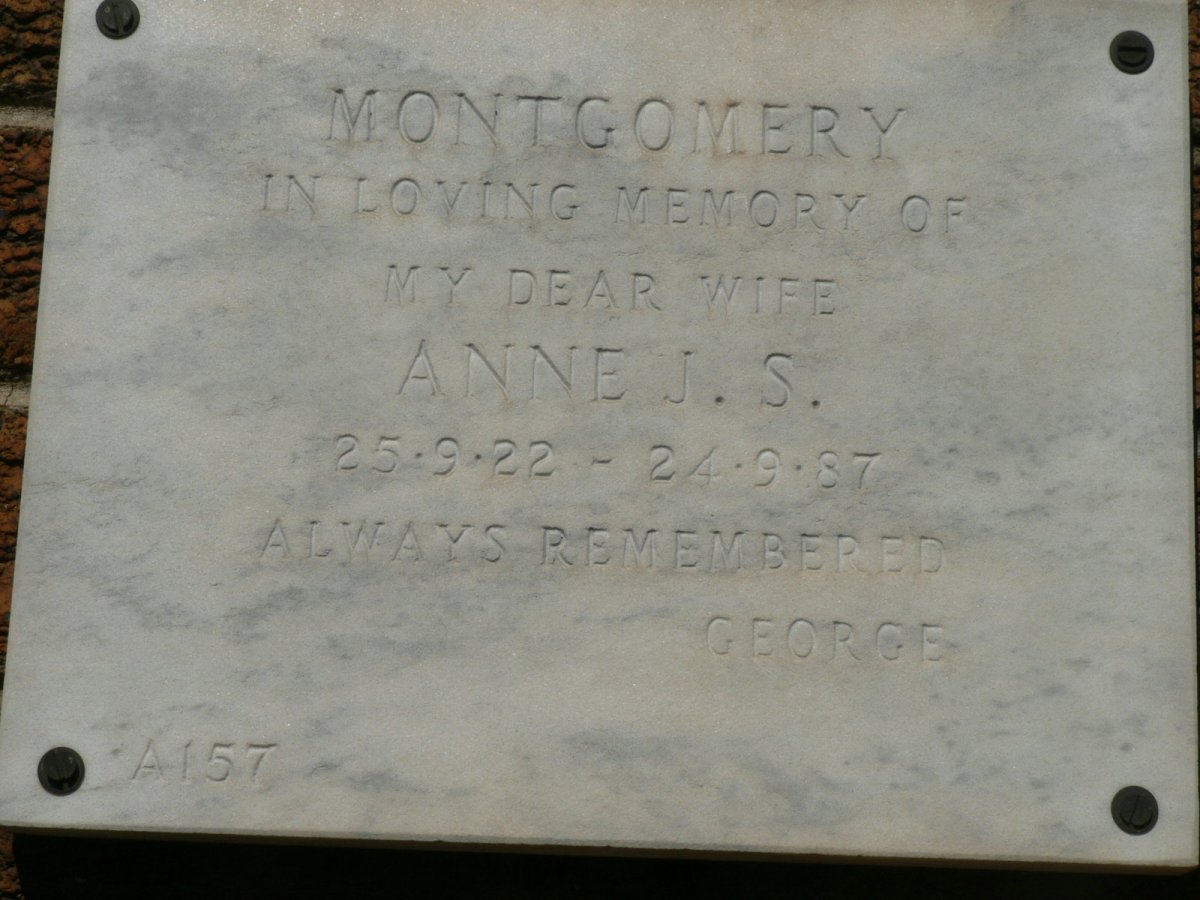 MONTGOMERY
IN LOVING MEMORY OF
MY DEAR WIFE
ANNE J. S.
25·9·22 - 24·9·87
ALWAYS REMEMBERED
GEORGE
A157